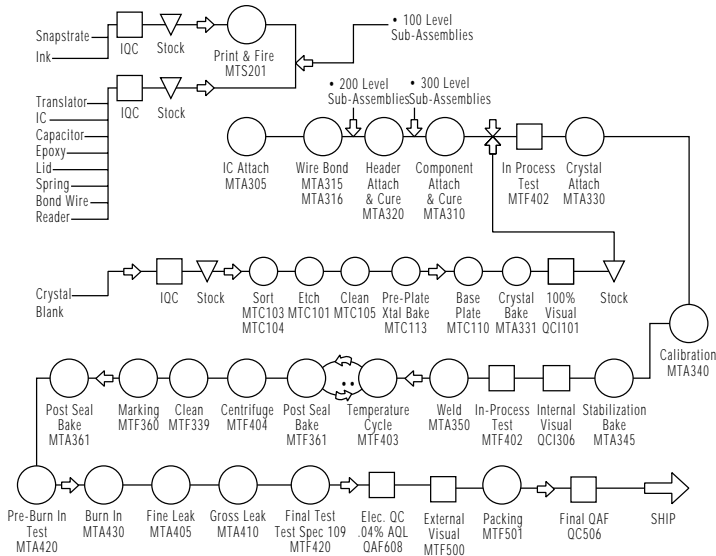 • 100 Level
Sub-Assemblies
Snapstrate
Ink
IQC
Stock
Print & Fire
MTS201
Translator
IC
Capacitor
Epoxy
Lid
Spring
Bond Wire
Reader
IQC
Stock
• 200 Level
Sub-Assemblies
• 300 Level
Sub-Assemblies
IC Attach
MTA305
Wire Bond
MTA315
MTA316
Header
Attach
& Cure
MTA320
Component
Attach
& Cure
MTA310
In Process
Test
MTF402
Crystal
Attach
MTA330
Crystal
Blank
IQC
Stock
Sort
MTC103
MTC104
Etch
MTC101
Clean
MTC105
Pre-Plate
Xtal Bake
MTC113
Base
Plate
MTC110
Crystal
Bake
MTA331
100%
Visual
QCI101
Stock
Calibration
MTA340
Post Seal
Bake
MTA361
Marking
MTF360
Clean
MTF339
Centrifuge
MTF404
Post Seal
Bake
MTF361
Temperature
Cycle
MTF403
Weld
MTA350
In-Process
Test
MTF402
Internal
Visual
QCI306
Stabilization
Bake
MTA345
Pre-Burn In
Test
MTA420
Burn In
MTA430
Fine Leak
MTA405
Gross Leak
MTA410
Final Test
Test Spec 109
MTF420
Elec. QC
.04% AQL
QAF608
External
Visual
MTF500
Packing
MTF501
Final QAF
QC506
SHIP